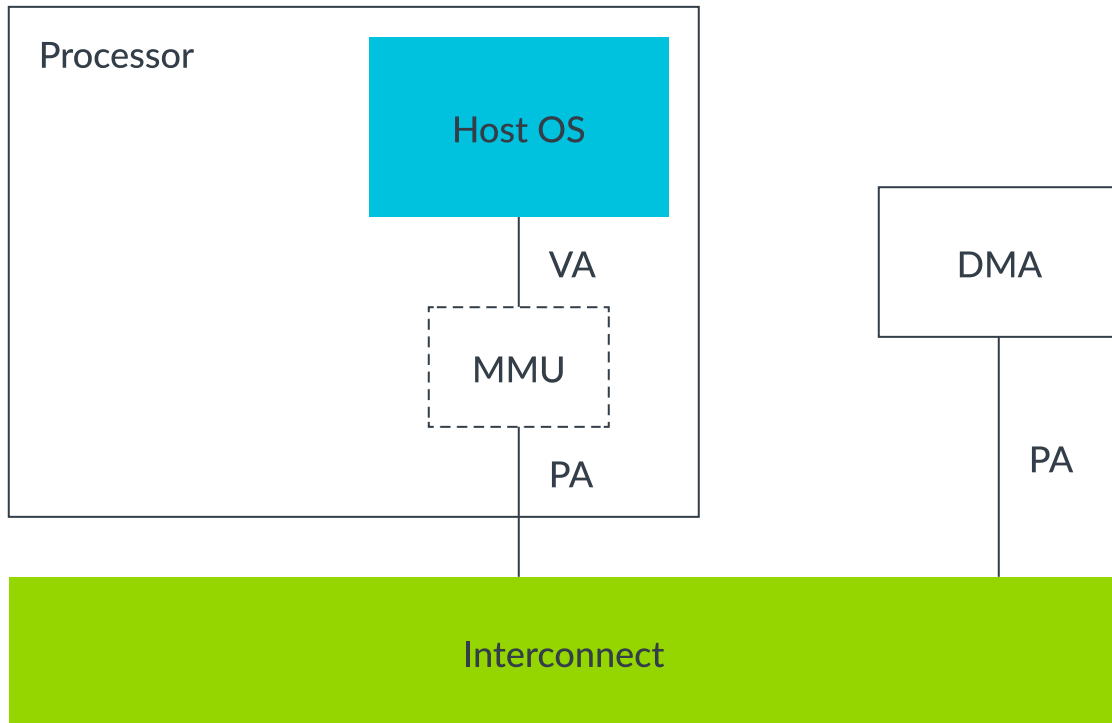 Processor
Host OS
VA
DMA
MMU
PA
PA
Interconnect